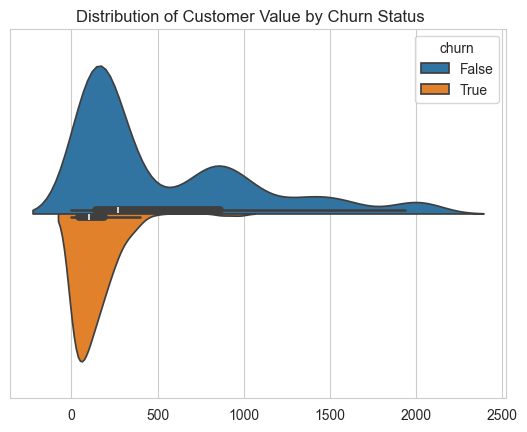 Distribution of Customer Value by Churn Status
churn
False
True
0 500 1000 1500 2000 2500